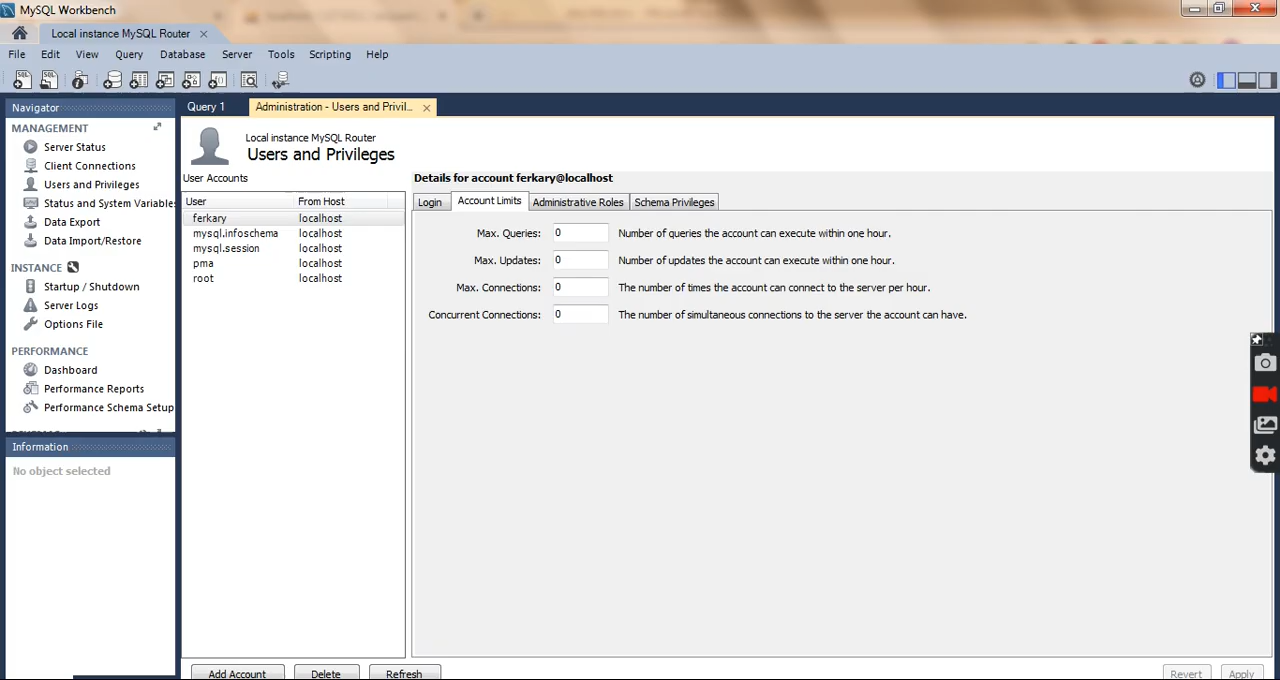 MySQL Workbench
Local instance MySQL Router
File Edit View Query Database Server Tools Scripting Help
Navigator
MANAGEMENT
Server Status
Client Connections
Users and Privileges
Status and System Variables
Data Export
Data Import/Restore
INSTANCE
Startup / Shutdown
Server Logs
Options File
PERFORMANCE
Dashboard
Performance Reports
Performance Schema Setup
Information
No object selected
Query 1
Administration - Users and Privil...
Local instance MySQL Router
Users and Privileges
User Accounts
User From Host
ferkary localhost
mysql.infoschema localhost
mysql.session localhost
pma localhost
root localhost
Add Account Delete Refresh
Details for account ferkary@localhost
Login Account Limits Administrative Roles Schema Privileges
Max. Queries: 0 Number of queries the account can execute within one hour.
Max. Updates: 0 Number of updates the account can execute within one hour.
Max. Connections: 0 The number of times the account can connect to the server per hour.
Concurrent Connections: 0 The number of simultaneous connections to the server the account can have.
Revert Apply